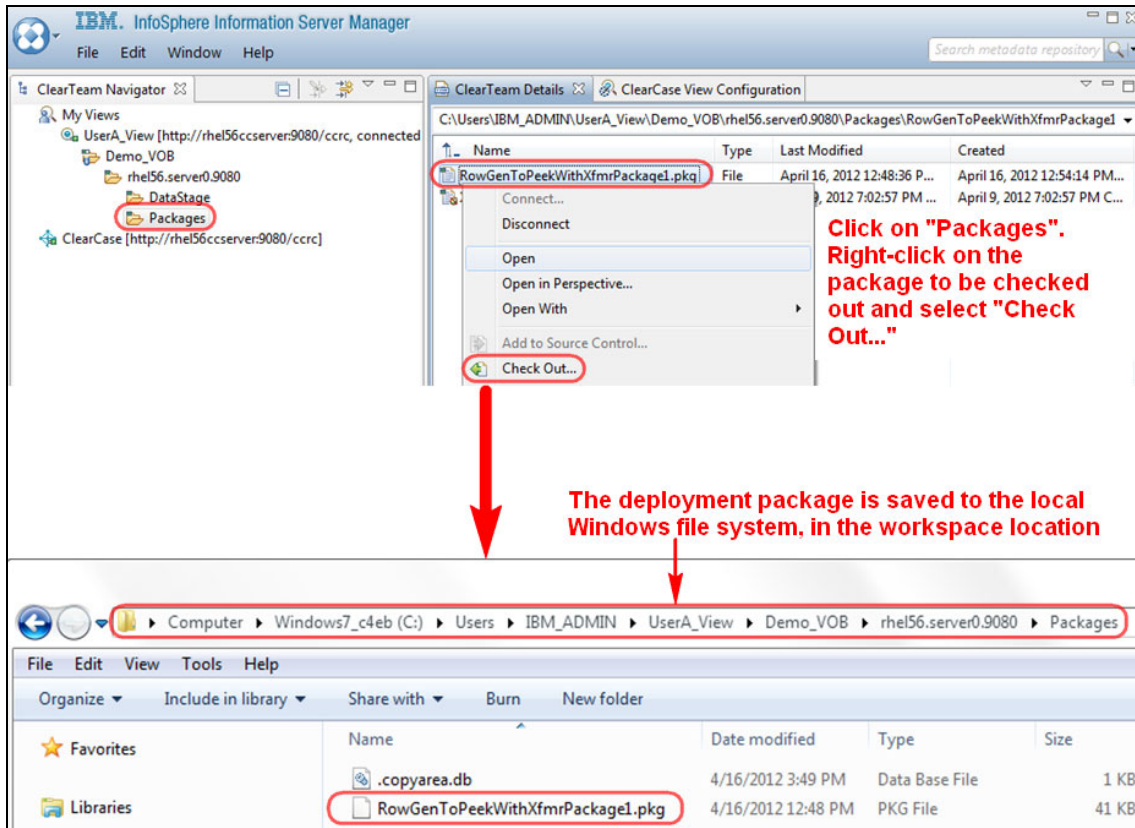 IBM. InfoSphere Information Server Manager
File Edit Window Help
Search metadata repository
ClearTeam Navigator
ClearTeam Details
ClearCase View Configuration
My Views
UserA_View [http://rhel56ccserver:9080/ccrc, connected
Demo_VOB
rhel56.server0.9080
DataStage
Packages
ClearCase [http://rhel56ccserver:9080/ccrc]
C:\Users\IBM_ADMIN\UserA_View\Demo_VOB\rhel56.server0.9080\Packages\RowGenToPeekWithXfmrPackage1
Name Type Last Modified Created
RowGenToPeekWithXfmrPackage1.pkg File April 16, 2012 12:48:36 P... April 16, 2012 12:54:14 PM...
, 2012 7:02:57 PM ... April 9, 2012 7:02:57 PM C...
Connect...
Disconnect
Open
Open in Perspective...
Open With
Add to Source Control...
Check Out...
Click on "Packages".
Right-click on the
package to be checked
out and select "Check
Out..."
The deployment package is saved to the local
Windows file system, in the workspace location
Computer Windows7_c4eb (C:) Users IBM_ADMIN UserA_View Demo_VOB rhel56.server0.9080 Packages
File Edit View Tools Help
Organize Include in library Share with Burn New folder
Favorites
Libraries
Name Date modified Type Size
.copyarea.db 4/16/2012 3:49 PM Data Base File 1 KB
RowGenToPeekWithXfmrPackage1.pkg 4/16/2012 12:48 PM PKG File 41 KB